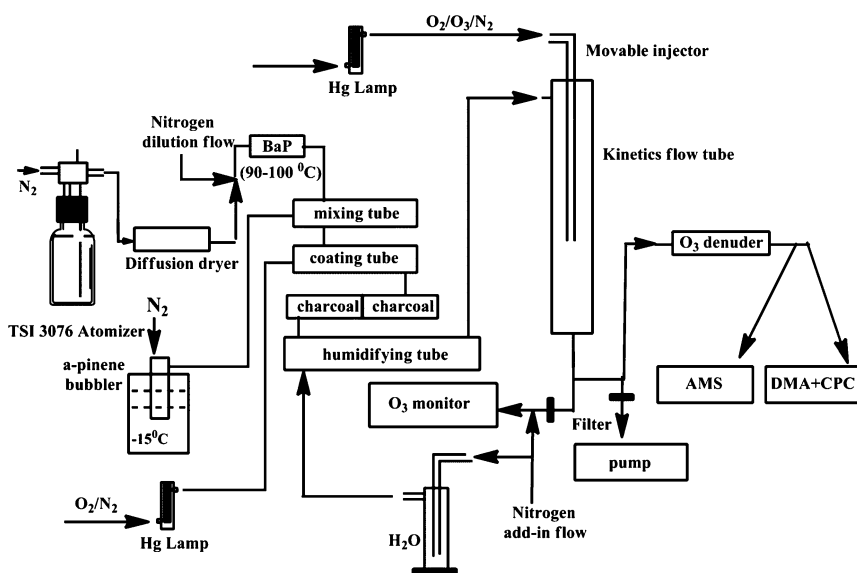 O2/O3/N2
Movable injector
Hg Lamp
Nitrogen
dilution flow
BaP
(90-100 ⁰C)
Kinetics flow tube
N2
mixing tube
Diffusion dryer
coating tube
O3 denuder
charcoal
charcoal
N2
TSI 3076 Atomizer
humidifying tube
a-pinene
bubbler
AMS
DMA+CPC
O3 monitor
Filter
-15⁰C
pump
O2/N2
Nitrogen
add-in flow
H2O
Hg Lamp